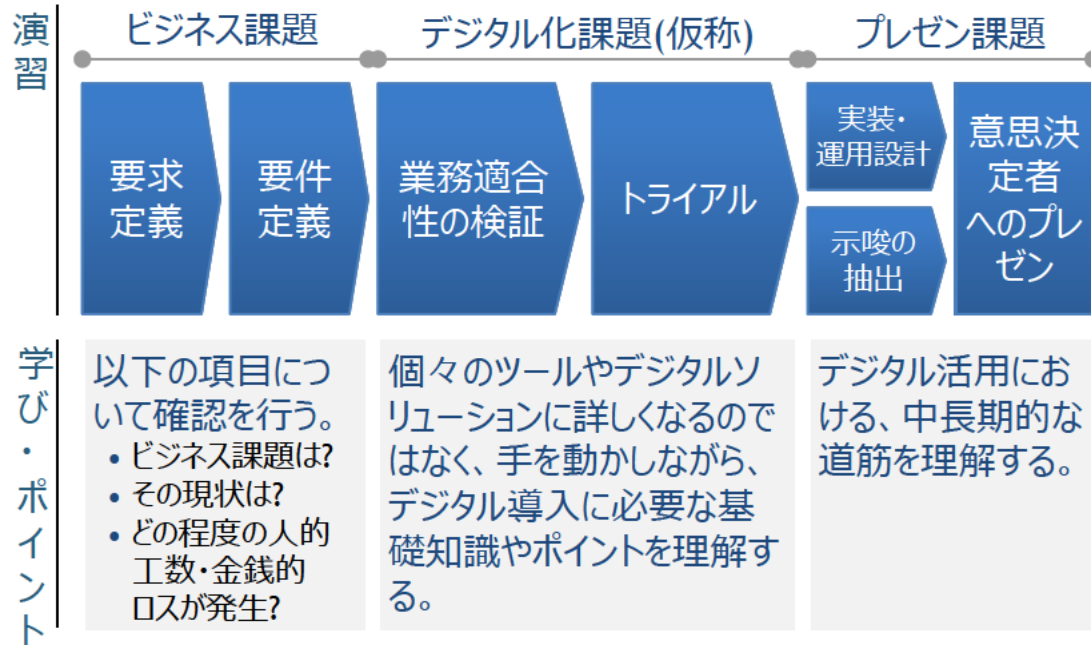 演習
ビジネス課題
デジタル化課題(仮称)
プレゼン課題
要求
定義
要件
定義
業務適合
性の検証
トライアル
実装・
運用設計
示唆の
抽出
意思決
定者
へのプレ
ゼン
学び・ポイント
以下の項目につ
いて確認を行う。
• ビジネス課題は?
• その現状は?
• どの程度の人的
工数・金銭的
ロスが発生?
個々のツールやデジタルソ
リューションに詳しくなるので
はなく、手を動かしながら、
デジタル導入に必要な基
礎知識やポイントを理解す
る。
デジタル活用にお
ける、中長期的な
道筋を理解する。